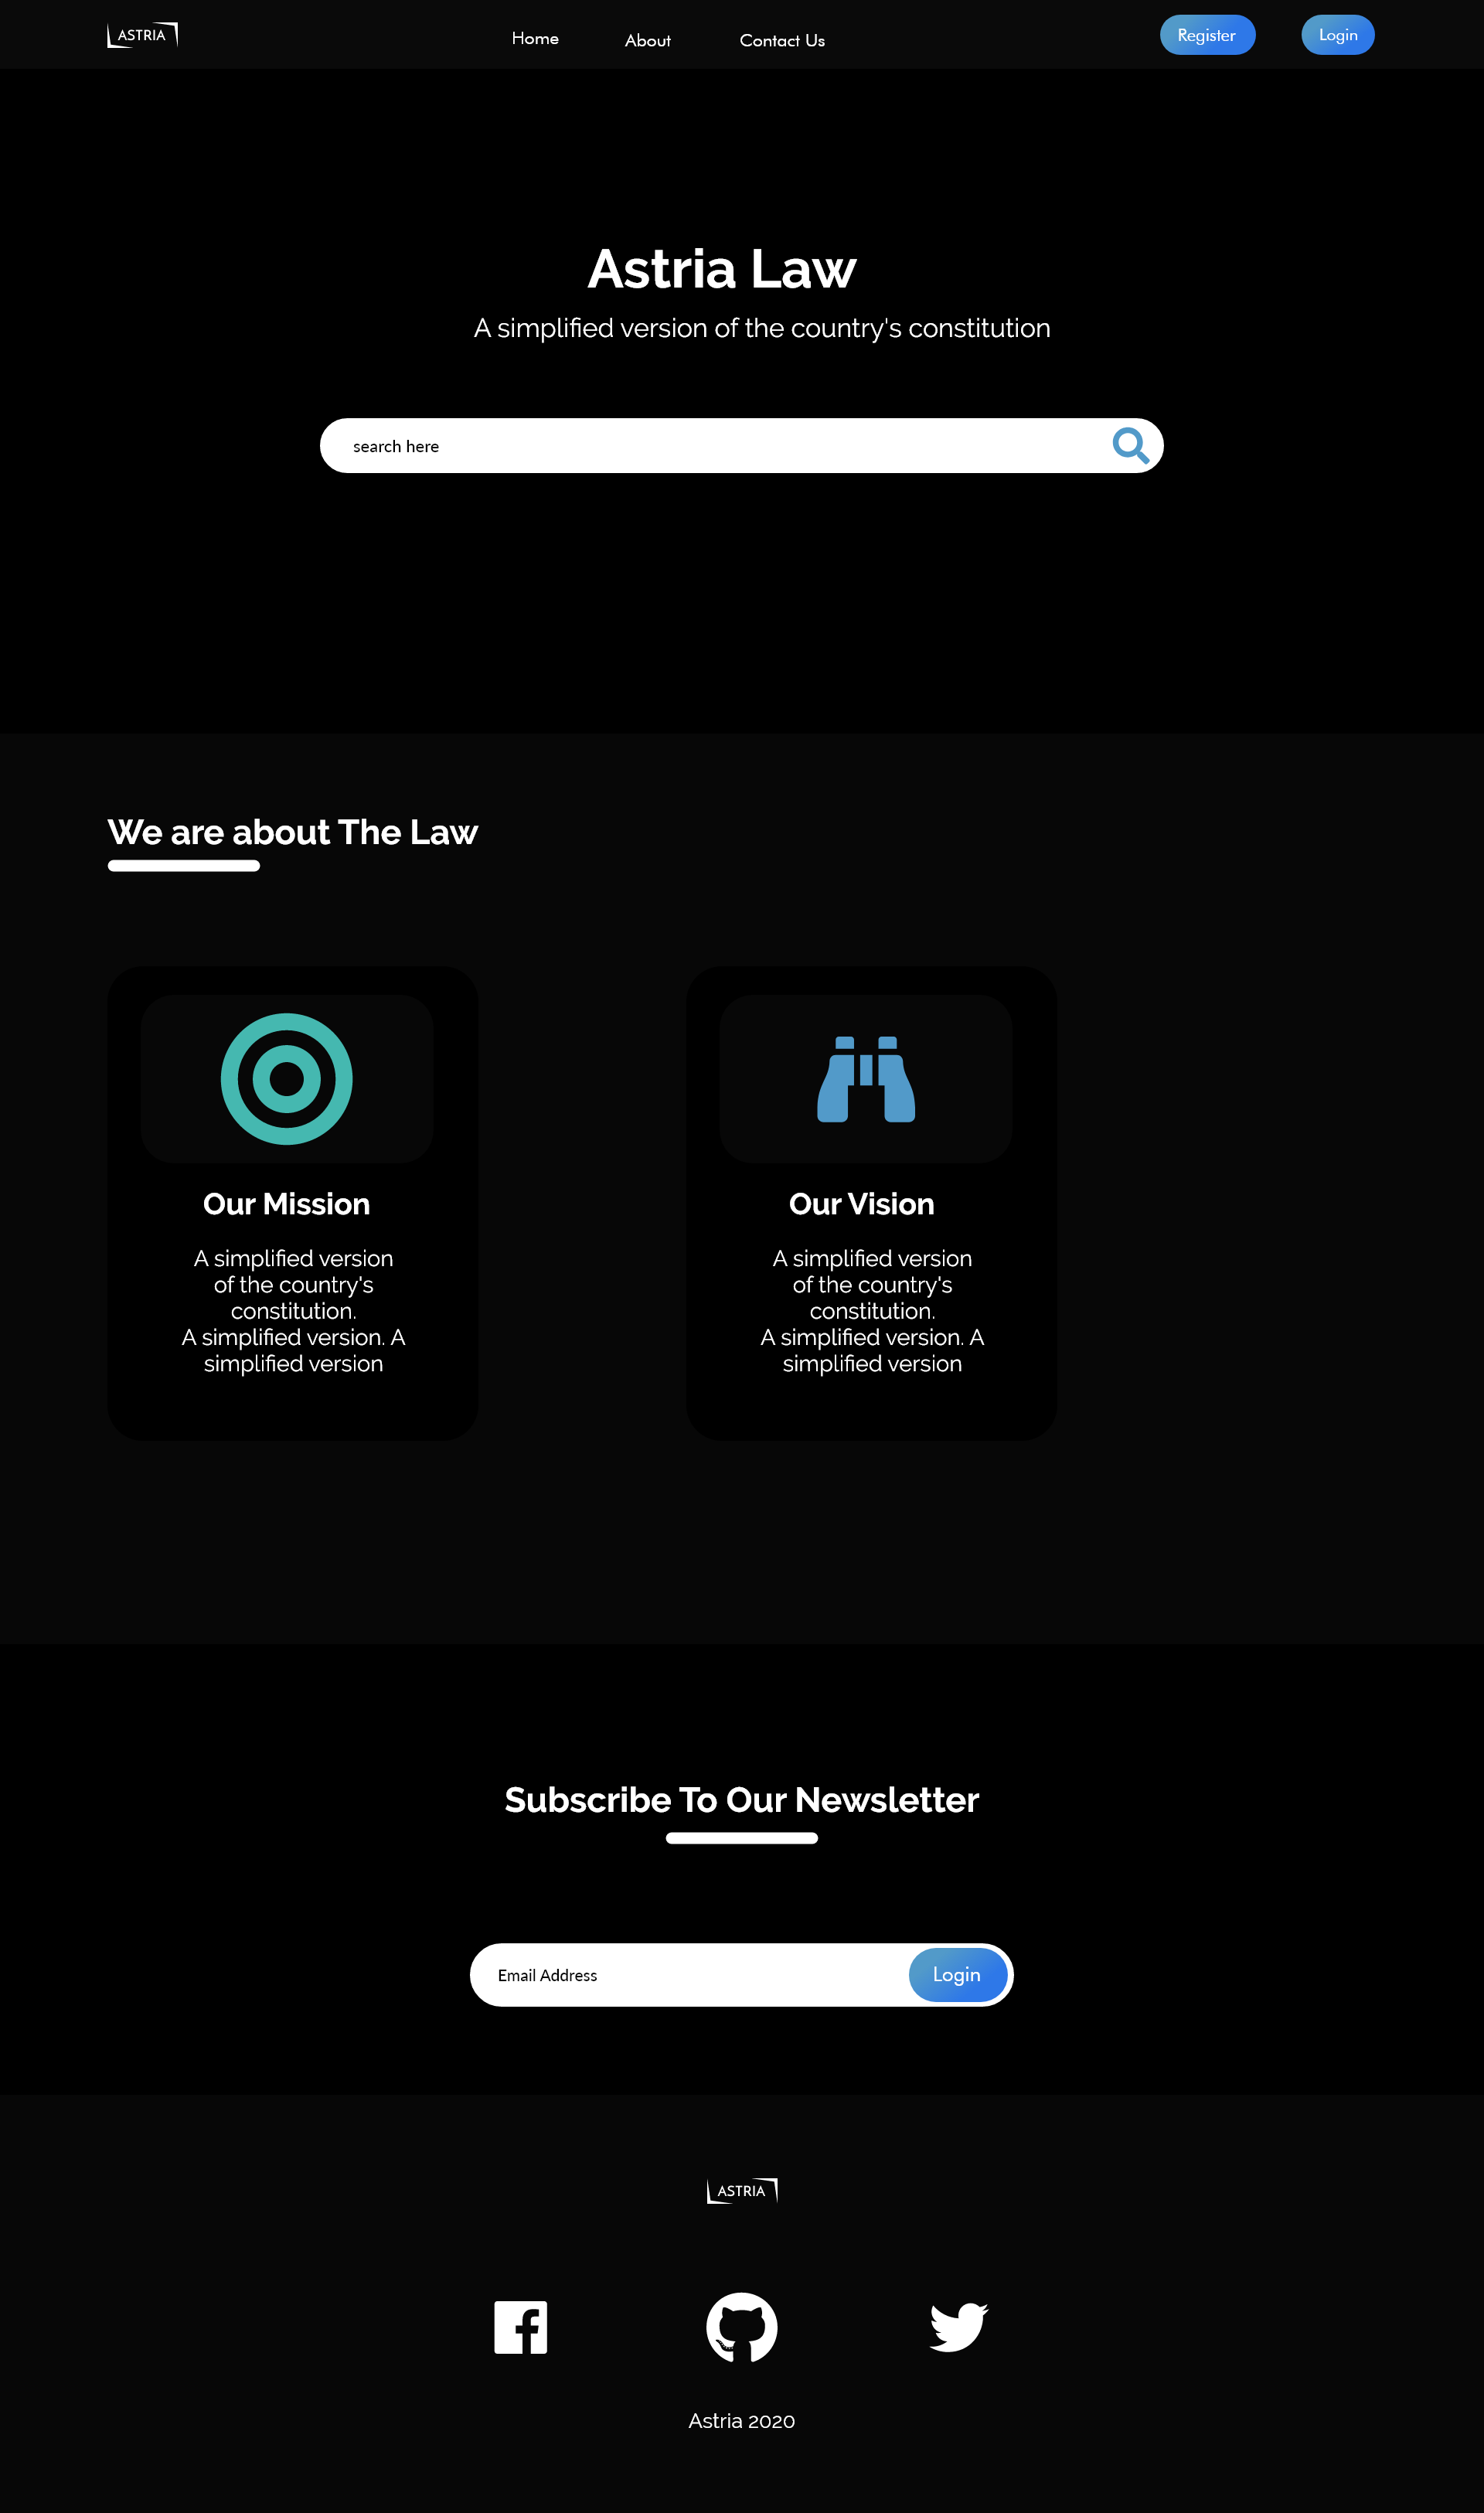 ASTRIA
Home
About
Contact Us
Register
Login
Astria Law
A simplified version of the country's constitution
search here
We are about The Law
Our Mission
A simplified version
of the country's
constitution.
A simplified version. A
simplified version
Our Vision
A simplified version
of the country's
constitution.
A simplified version. A
simplified version
Subscribe To Our Newsletter
Email Address
Login
ASTRIA
Astria 2020